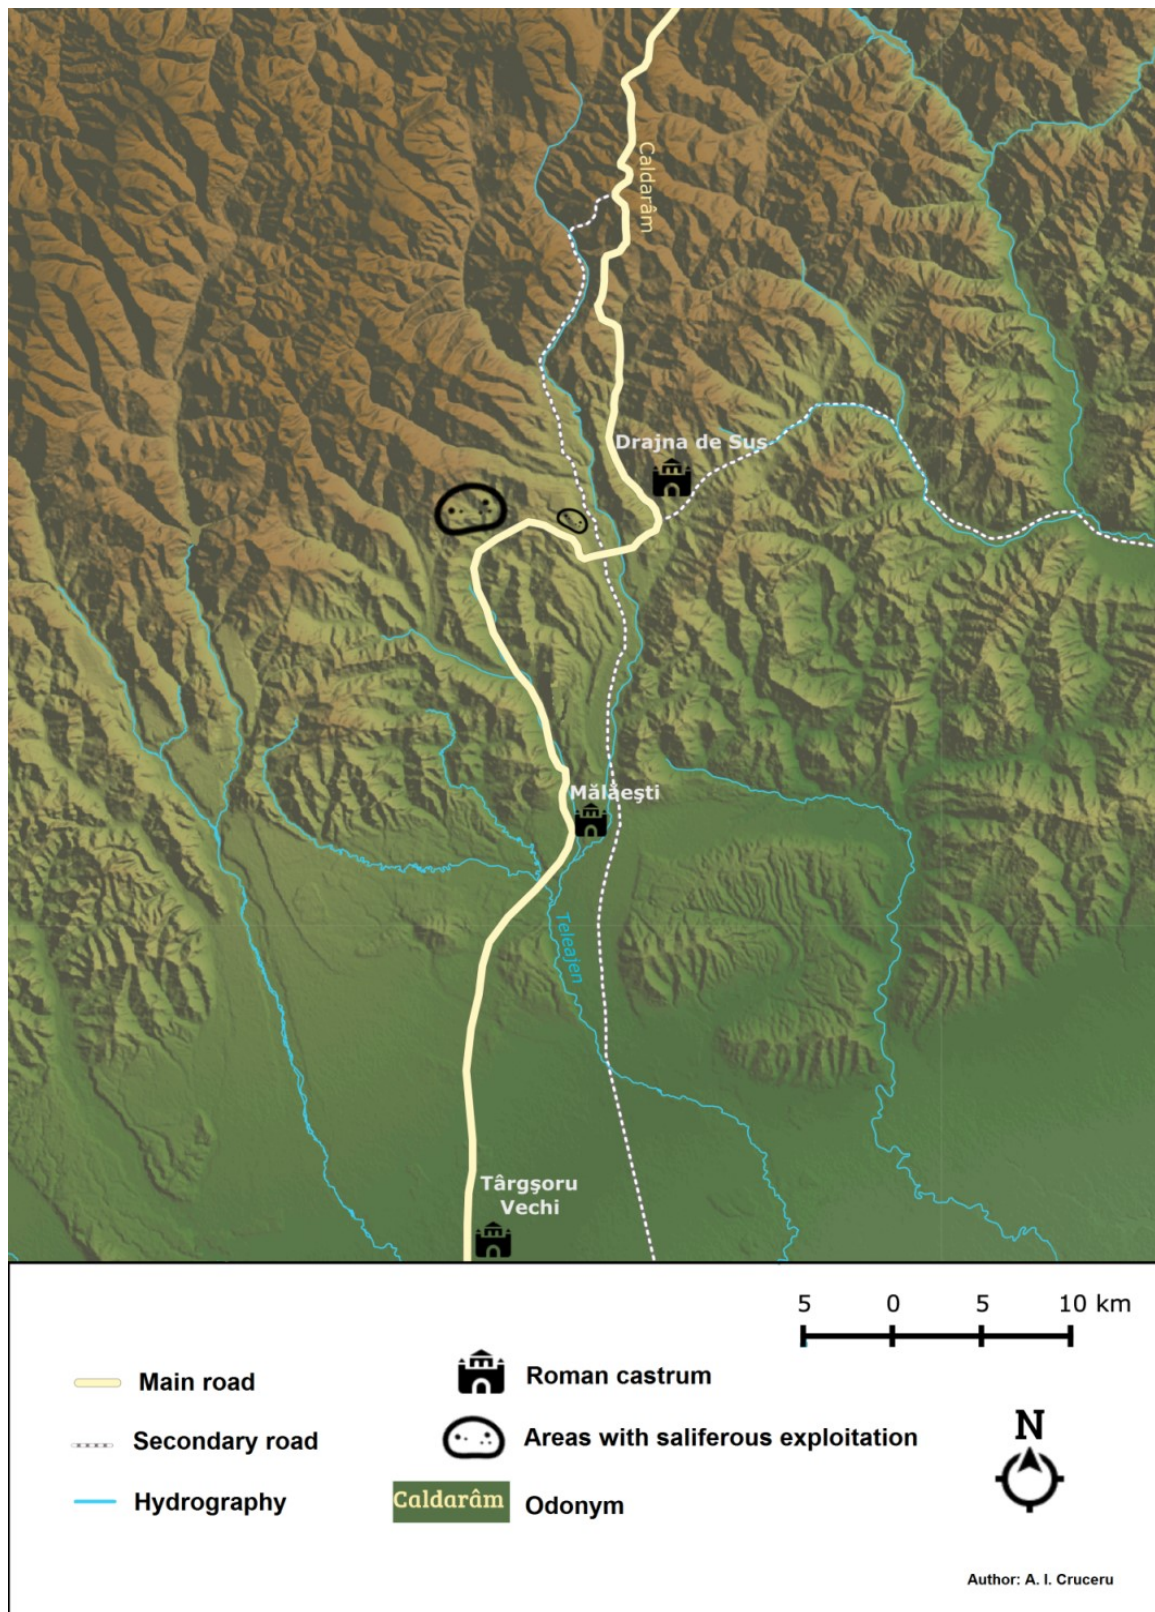 Caldarâm
Drajna de Sus
Mălăeşti
Teleajen
Târgşoru
Vechi
5 0 5 10 km
Main road
Roman castrum
Secondary road
Areas with saliferous exploitation
Hydrography
Caldarâm
Odonym
N
Author: A. I. Cruceru